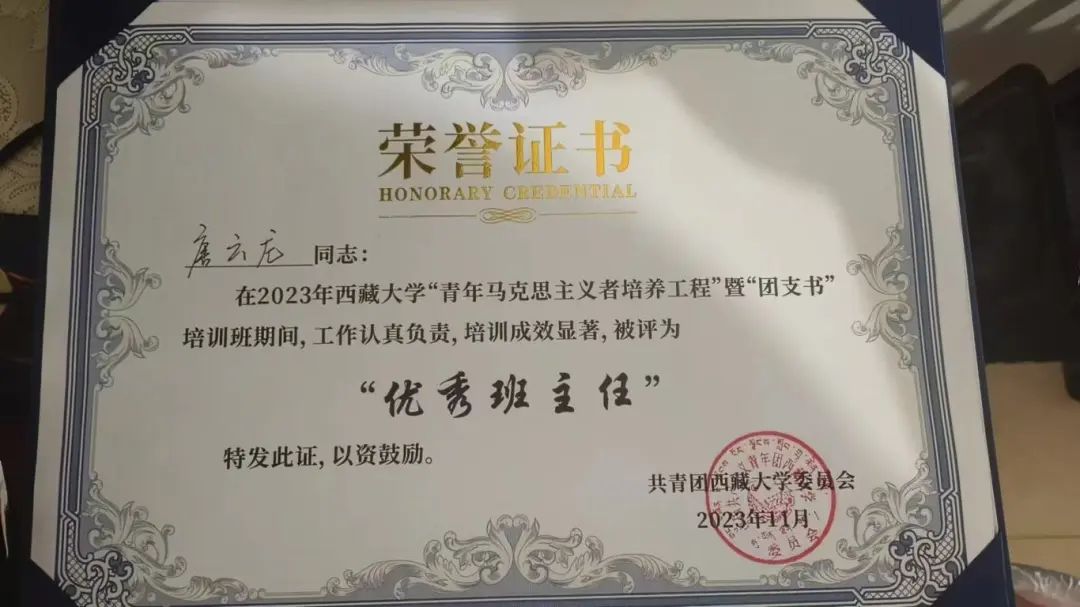 荣誉证书
HONORARY CREDENTIAL
唐云龙 同志：
在2023年西藏大学“青年马克思主义者培养工程”暨“团支书”
培训班期间, 工作认真负责, 培训成效显著, 被评为
“优秀班主任”
特发此证, 以资鼓励。
共青团西藏大学委员会
2023年11月
委员会